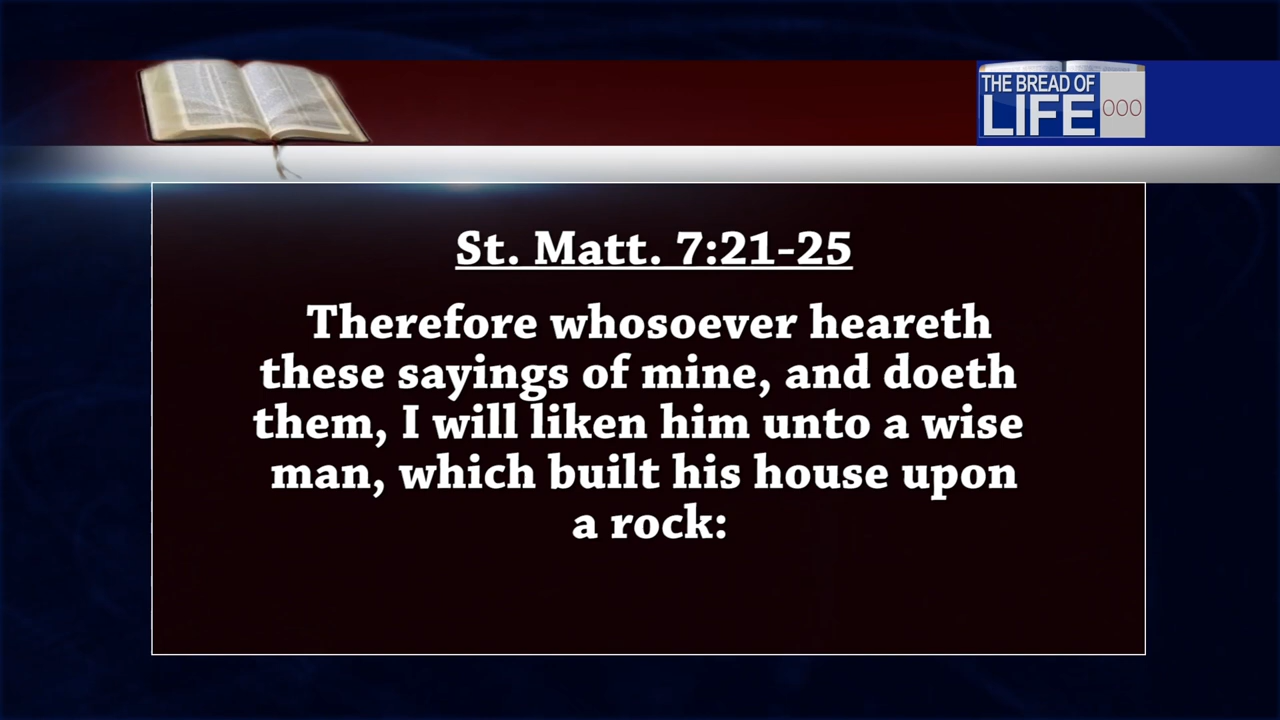 THE BREAD OF
LIFE
000
St. Matt. 7:21-25
Therefore whosoever heareth
these sayings of mine, and doeth
them, I will liken him unto a wise
man, which built his house upon
a rock: